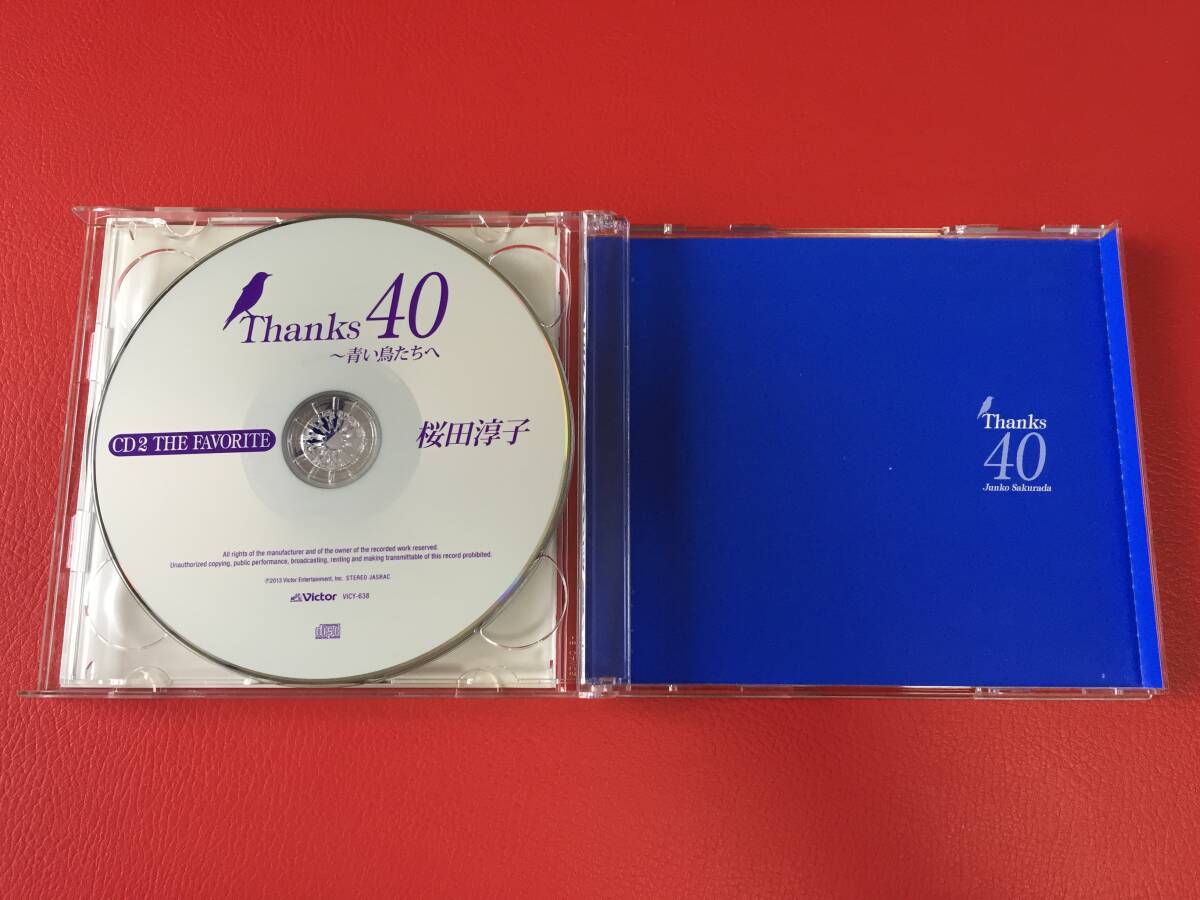 Thanks 40
～青い鳥たちへ
CD2 THE FAVORITE
桜田淳子
All rights of the manufacturer and of the owner of the recorded work reserved.
Unauthorized copying, public performance, broadcasting, renting and making transmittable of this record prohibited.
℗2013 Victor Entertainment, Inc. STEREO JASRAC
Victor VICY-638
Thanks
40
Junko Sakurada